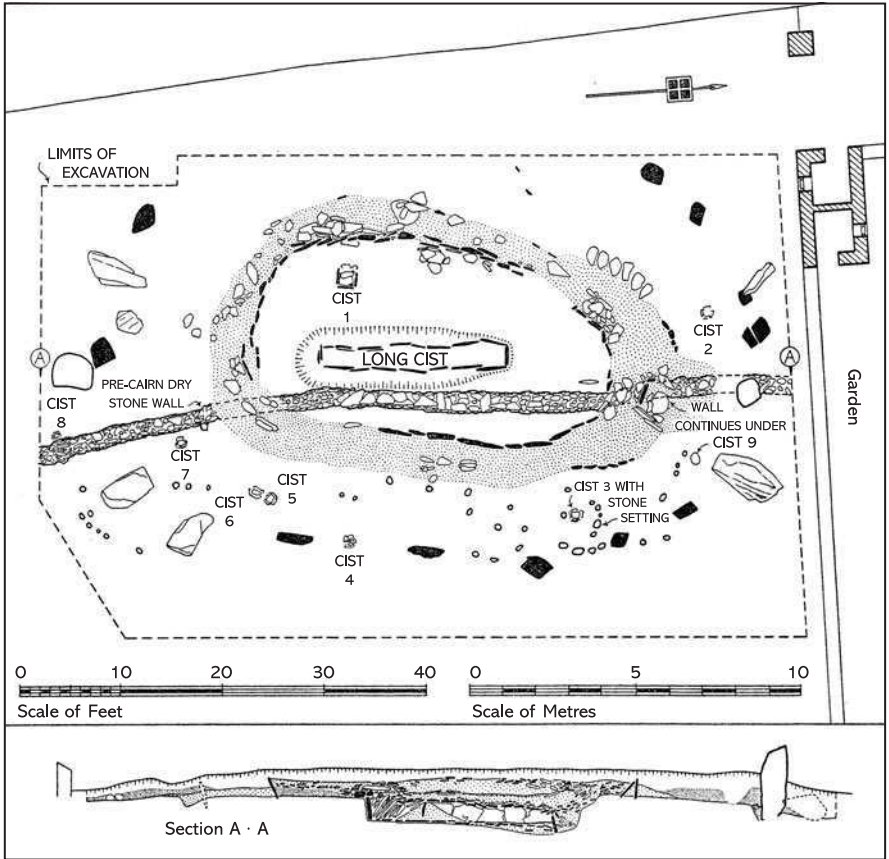 LIMITS OF
EXCAVATION
CIST
1
LONG CIST
CIST
2
A
A
PRE-CAIRN DRY
STONE WALL
WALL
CONTINUES UNDER
CIST
8
CIST
7
CIST 9
CIST
6
CIST
5
CIST 3 WITH
STONE
SETTING
CIST
4
Garden
0 10 20 30 40
Scale of Feet
0 5 10
Scale of Metres
Section A · A